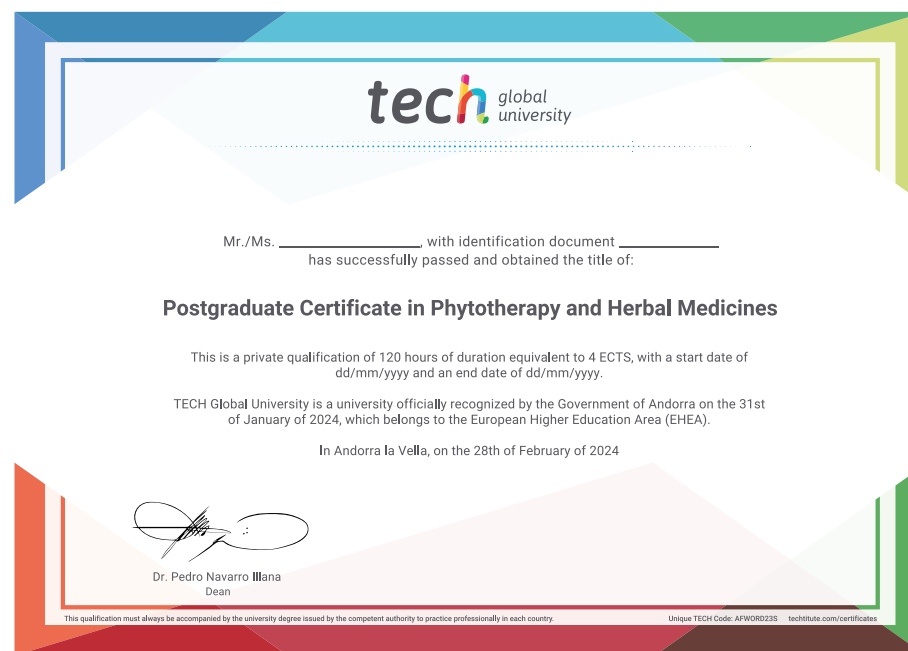 tech global
university
Mr./Ms. ____________________, with identification document ______________
has successfully passed and obtained the title of:
Postgraduate Certificate in Phytotherapy and Herbal Medicines
This is a private qualification of 120 hours of duration equivalent to 4 ECTS, with a start date of
dd/mm/yyyy and an end date of dd/mm/yyyy.
TECH Global University is a university officially recognized by the Government of Andorra on the 31st
of January of 2024, which belongs to the European Higher Education Area (EHEA).
In Andorra la Vella, on the 28th of February of 2024
Dr. Pedro Navarro Illana
Dean
This qualification must always be accompanied by the university degree issued by the competent authority to practice professionally in each country.
Unique TECH Code: AFWORD23S techtitute.com/certificates